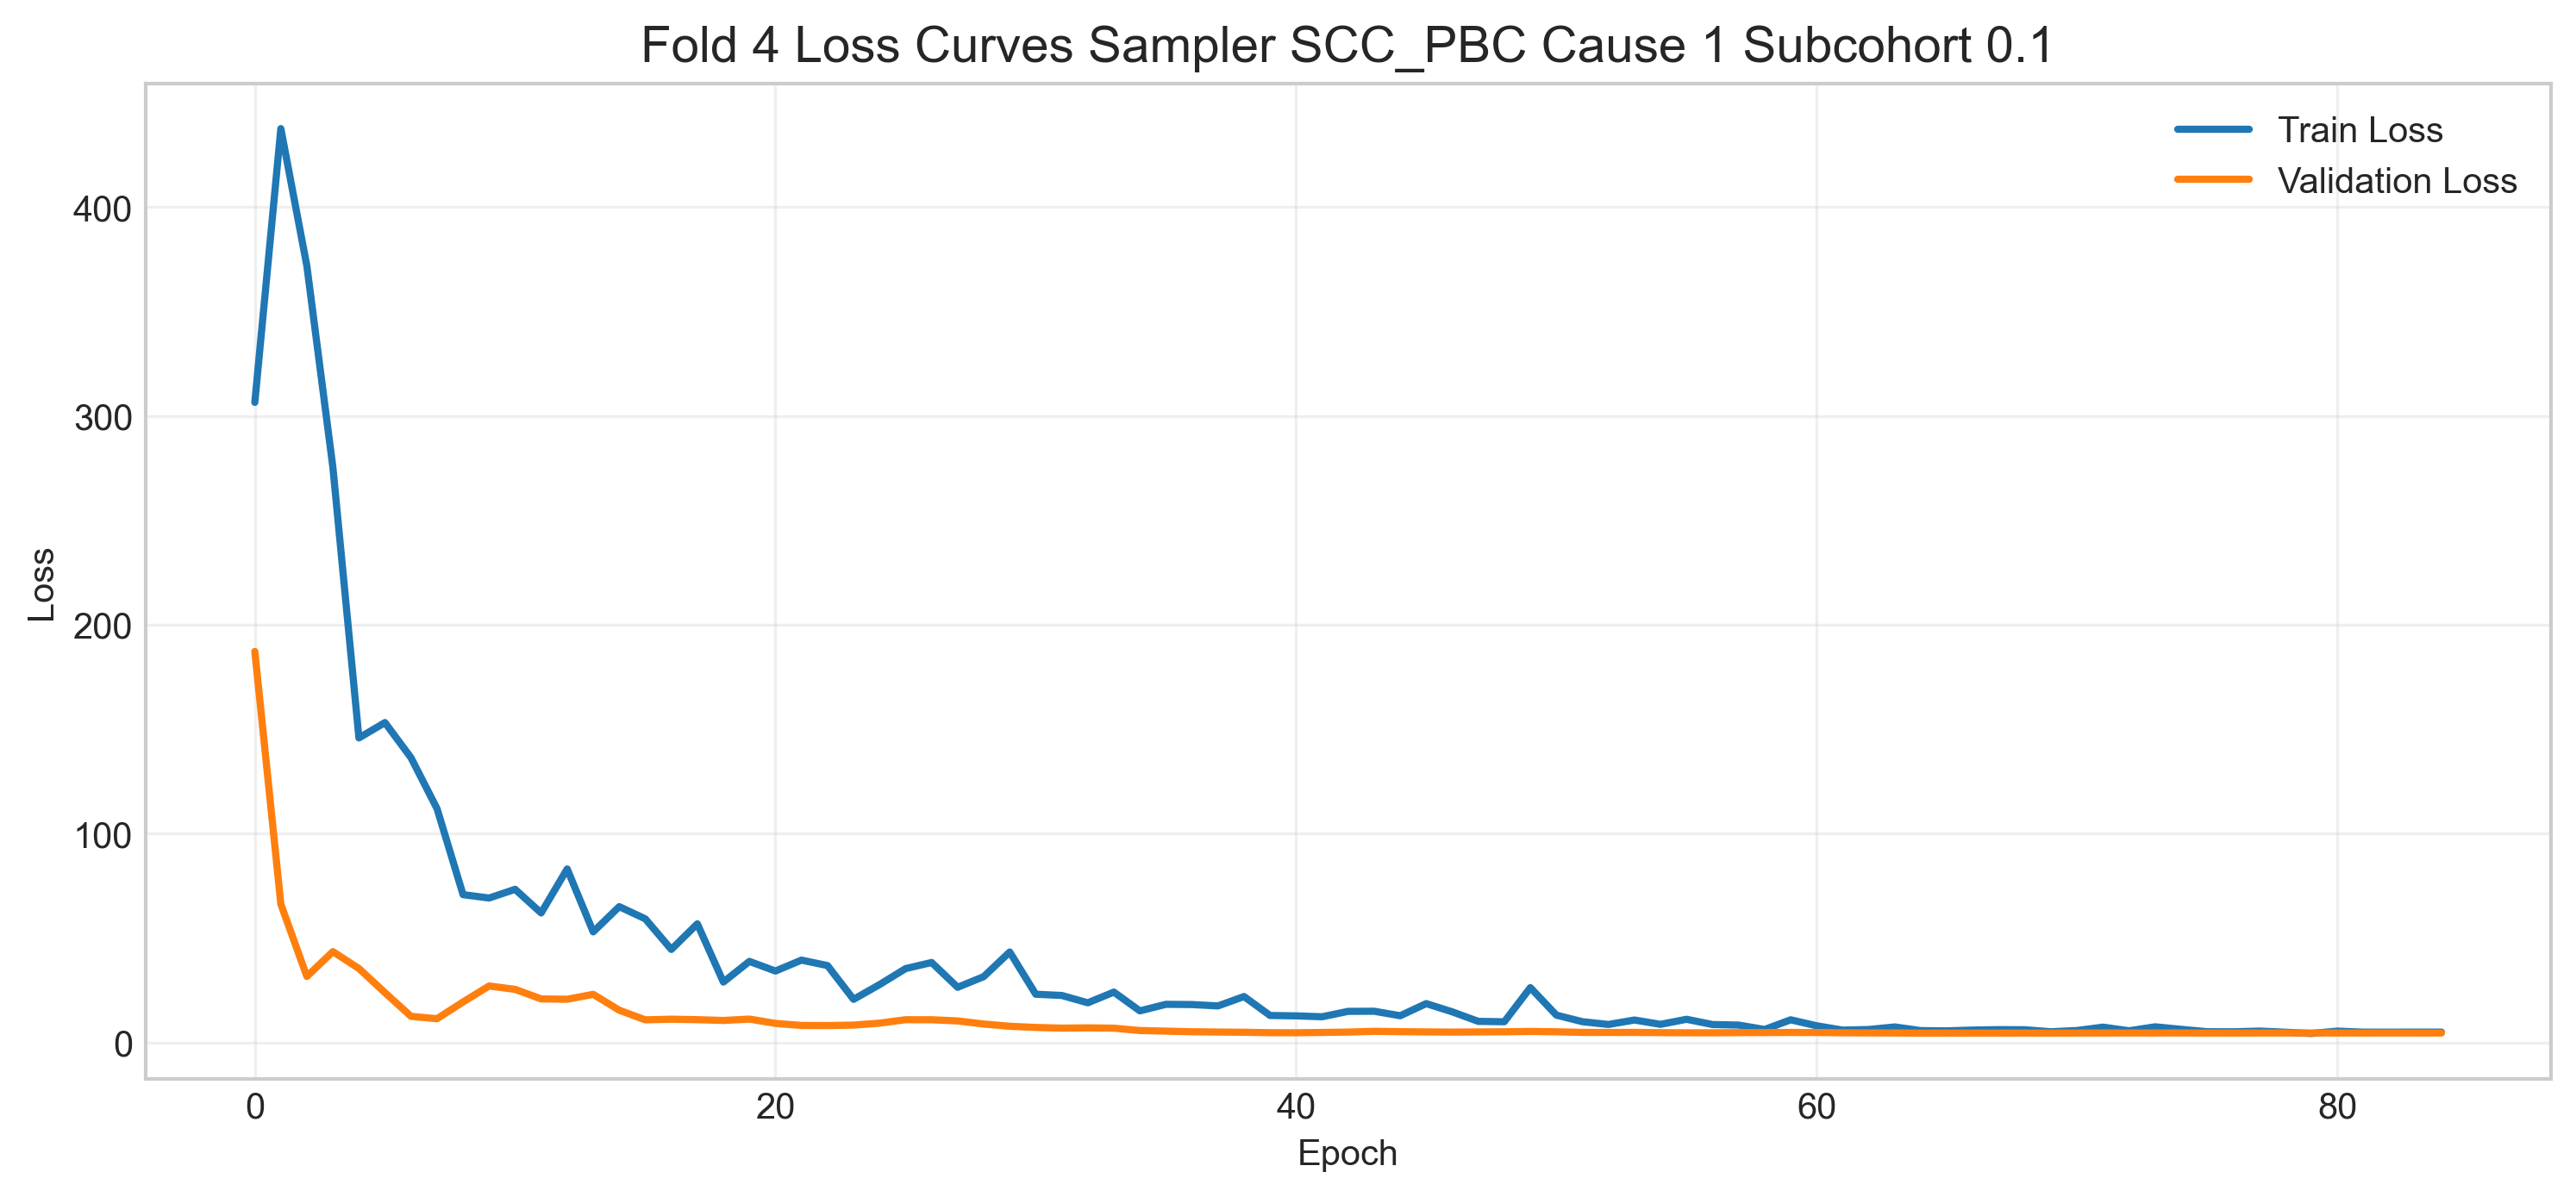 Fold 4 Loss Curves Sampler SCC_PBC Cause 1 Subcohort 0.1
Train Loss
Validation Loss
400
300
200
100
0
Loss
0 20 40 60 80
Epoch